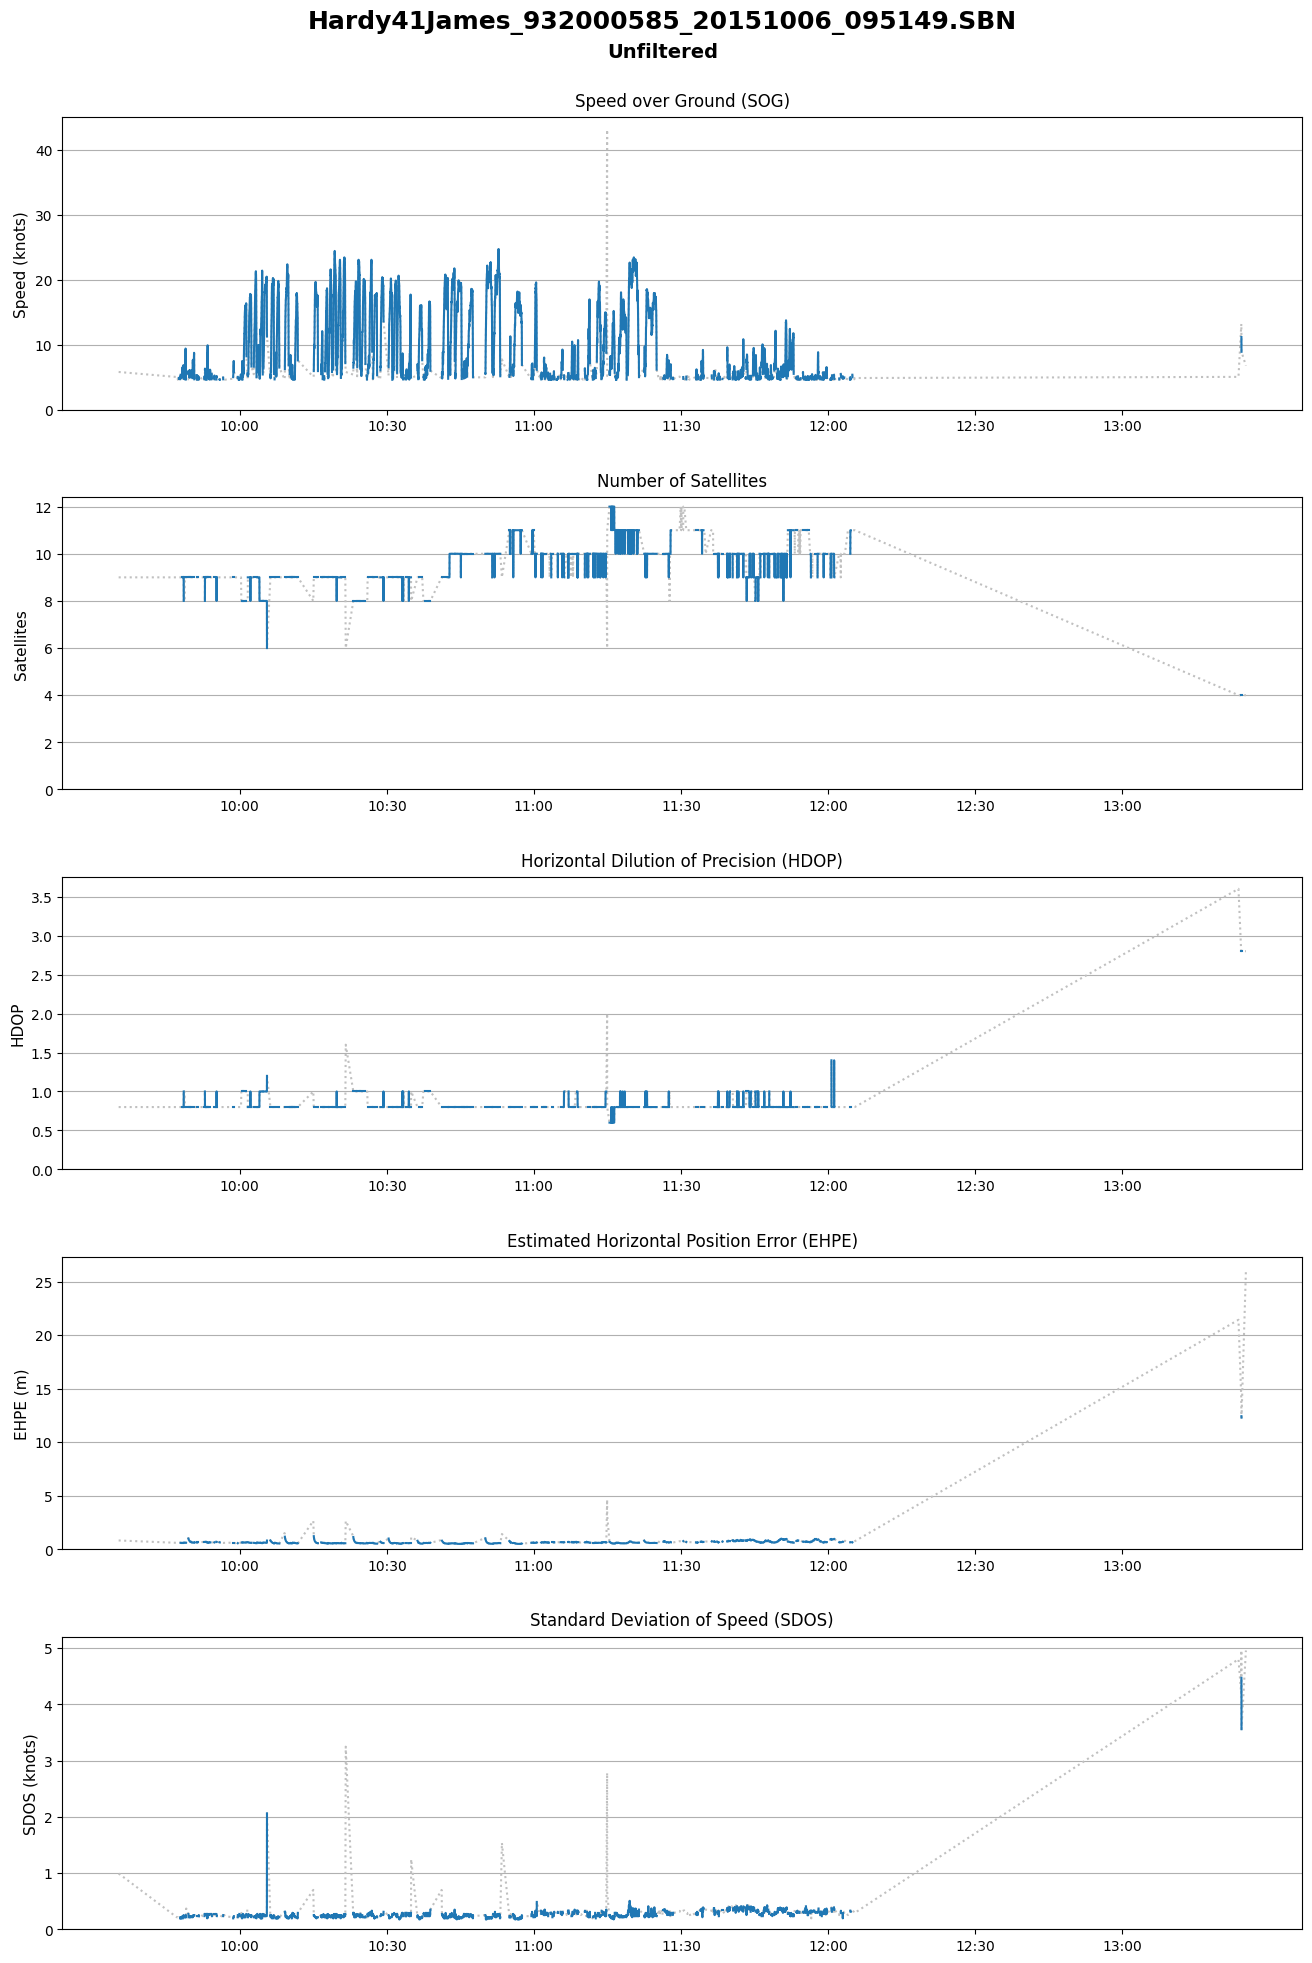 Hardy41James_932000585_20151006_095149.SBN
Unfiltered
Speed over Ground (SOG)
Speed (knots)
40
30
20
10
0
10:00 10:30 11:00 11:30 12:00 12:30 13:00
Number of Satellites
Satellites
12
10
8
6
4
2
0
10:00 10:30 11:00 11:30 12:00 12:30 13:00
Horizontal Dilution of Precision (HDOP)
HDOP
3.5
3.0
2.5
2.0
1.5
1.0
0.5
0.0
10:00 10:30 11:00 11:30 12:00 12:30 13:00
Estimated Horizontal Position Error (EHPE)
EHPE (m)
25
20
15
10
5
0
10:00 10:30 11:00 11:30 12:00 12:30 13:00
Standard Deviation of Speed (SDOS)
SDOS (knots)
5
4
3
2
1
0
10:00 10:30 11:00 11:30 12:00 12:30 13:00